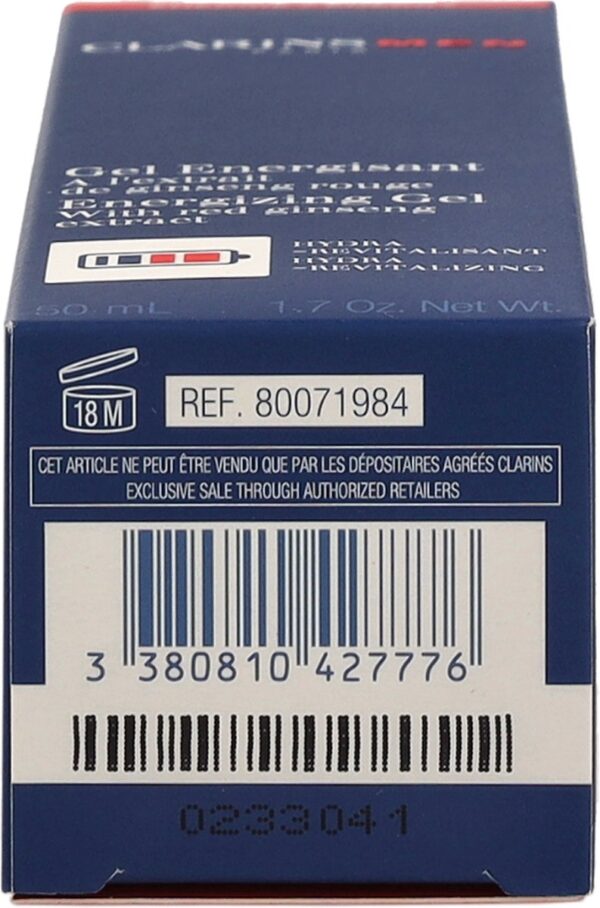 CLARINS MEN
Gel Energisant
A l'extrait
de ginseng rouge
Energizing Gel
With red ginseng
extract
HYDRA
-REVITALISANT
HYDRA
-REVITALIZING
50 mL 1.7 Oz. Net Wt.
18 M
REF. 80071984
CET ARTICLE NE PEUT ÊTRE VENDU QUE PAR LES DÉPOSITAIRES AGRÉÉS CLARINS
EXCLUSIVE SALE THROUGH AUTHORIZED RETAILERS
3 380810 427776
0233041